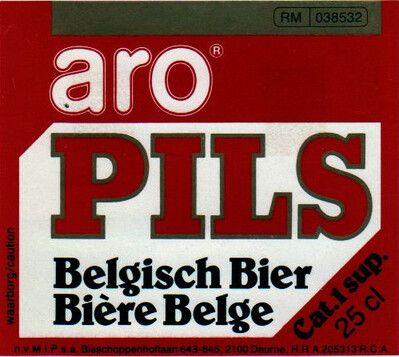 RM 038532
aro®
PILS
Belgisch Bier
Bière Belge
Cat.1 sup.
25 cl
waarborg/caution
n.v.M.I.P s.a. Bisschoppenhoflaan 643-645, 2100 Deurne, H.R.A.205313 R.C.A.